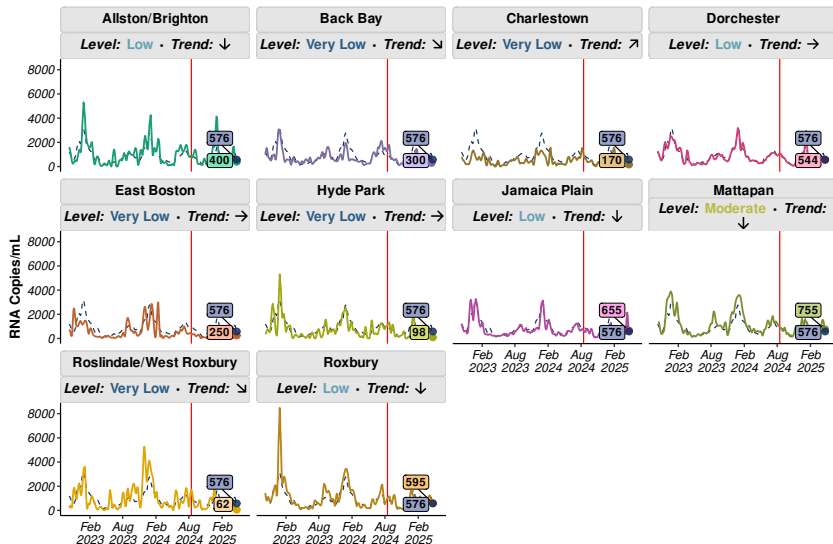 Allston/Brighton
Back Bay
Charlestown
Dorchester
Level: Low • Trend: ↓
Level: Very Low • Trend: ↘
Level: Very Low • Trend: ↗
Level: Low • Trend: →
8000
6000
4000
2000
0
576
400
576
300
576
170
576
544
East Boston
Hyde Park
Jamaica Plain
Mattapan
Level: Very Low • Trend: →
Level: Very Low • Trend: →
Level: Low • Trend: ↓
Level: Moderate • Trend:
↓
RNA Copies/mL
8000
6000
4000
2000
0
576
250
576
98
655
576
755
576
Feb 2023
Aug 2023
Feb 2024
Aug 2024
Feb 2025
Feb 2023
Aug 2023
Feb 2024
Aug 2024
Feb 2025
Roslindale/West Roxbury
Roxbury
Level: Very Low • Trend: ↘
Level: Low • Trend: ↓
8000
6000
4000
2000
0
576
62
595
576
Feb 2023
Aug 2023
Feb 2024
Aug 2024
Feb 2025
Feb 2023
Aug 2023
Feb 2024
Aug 2024
Feb 2025